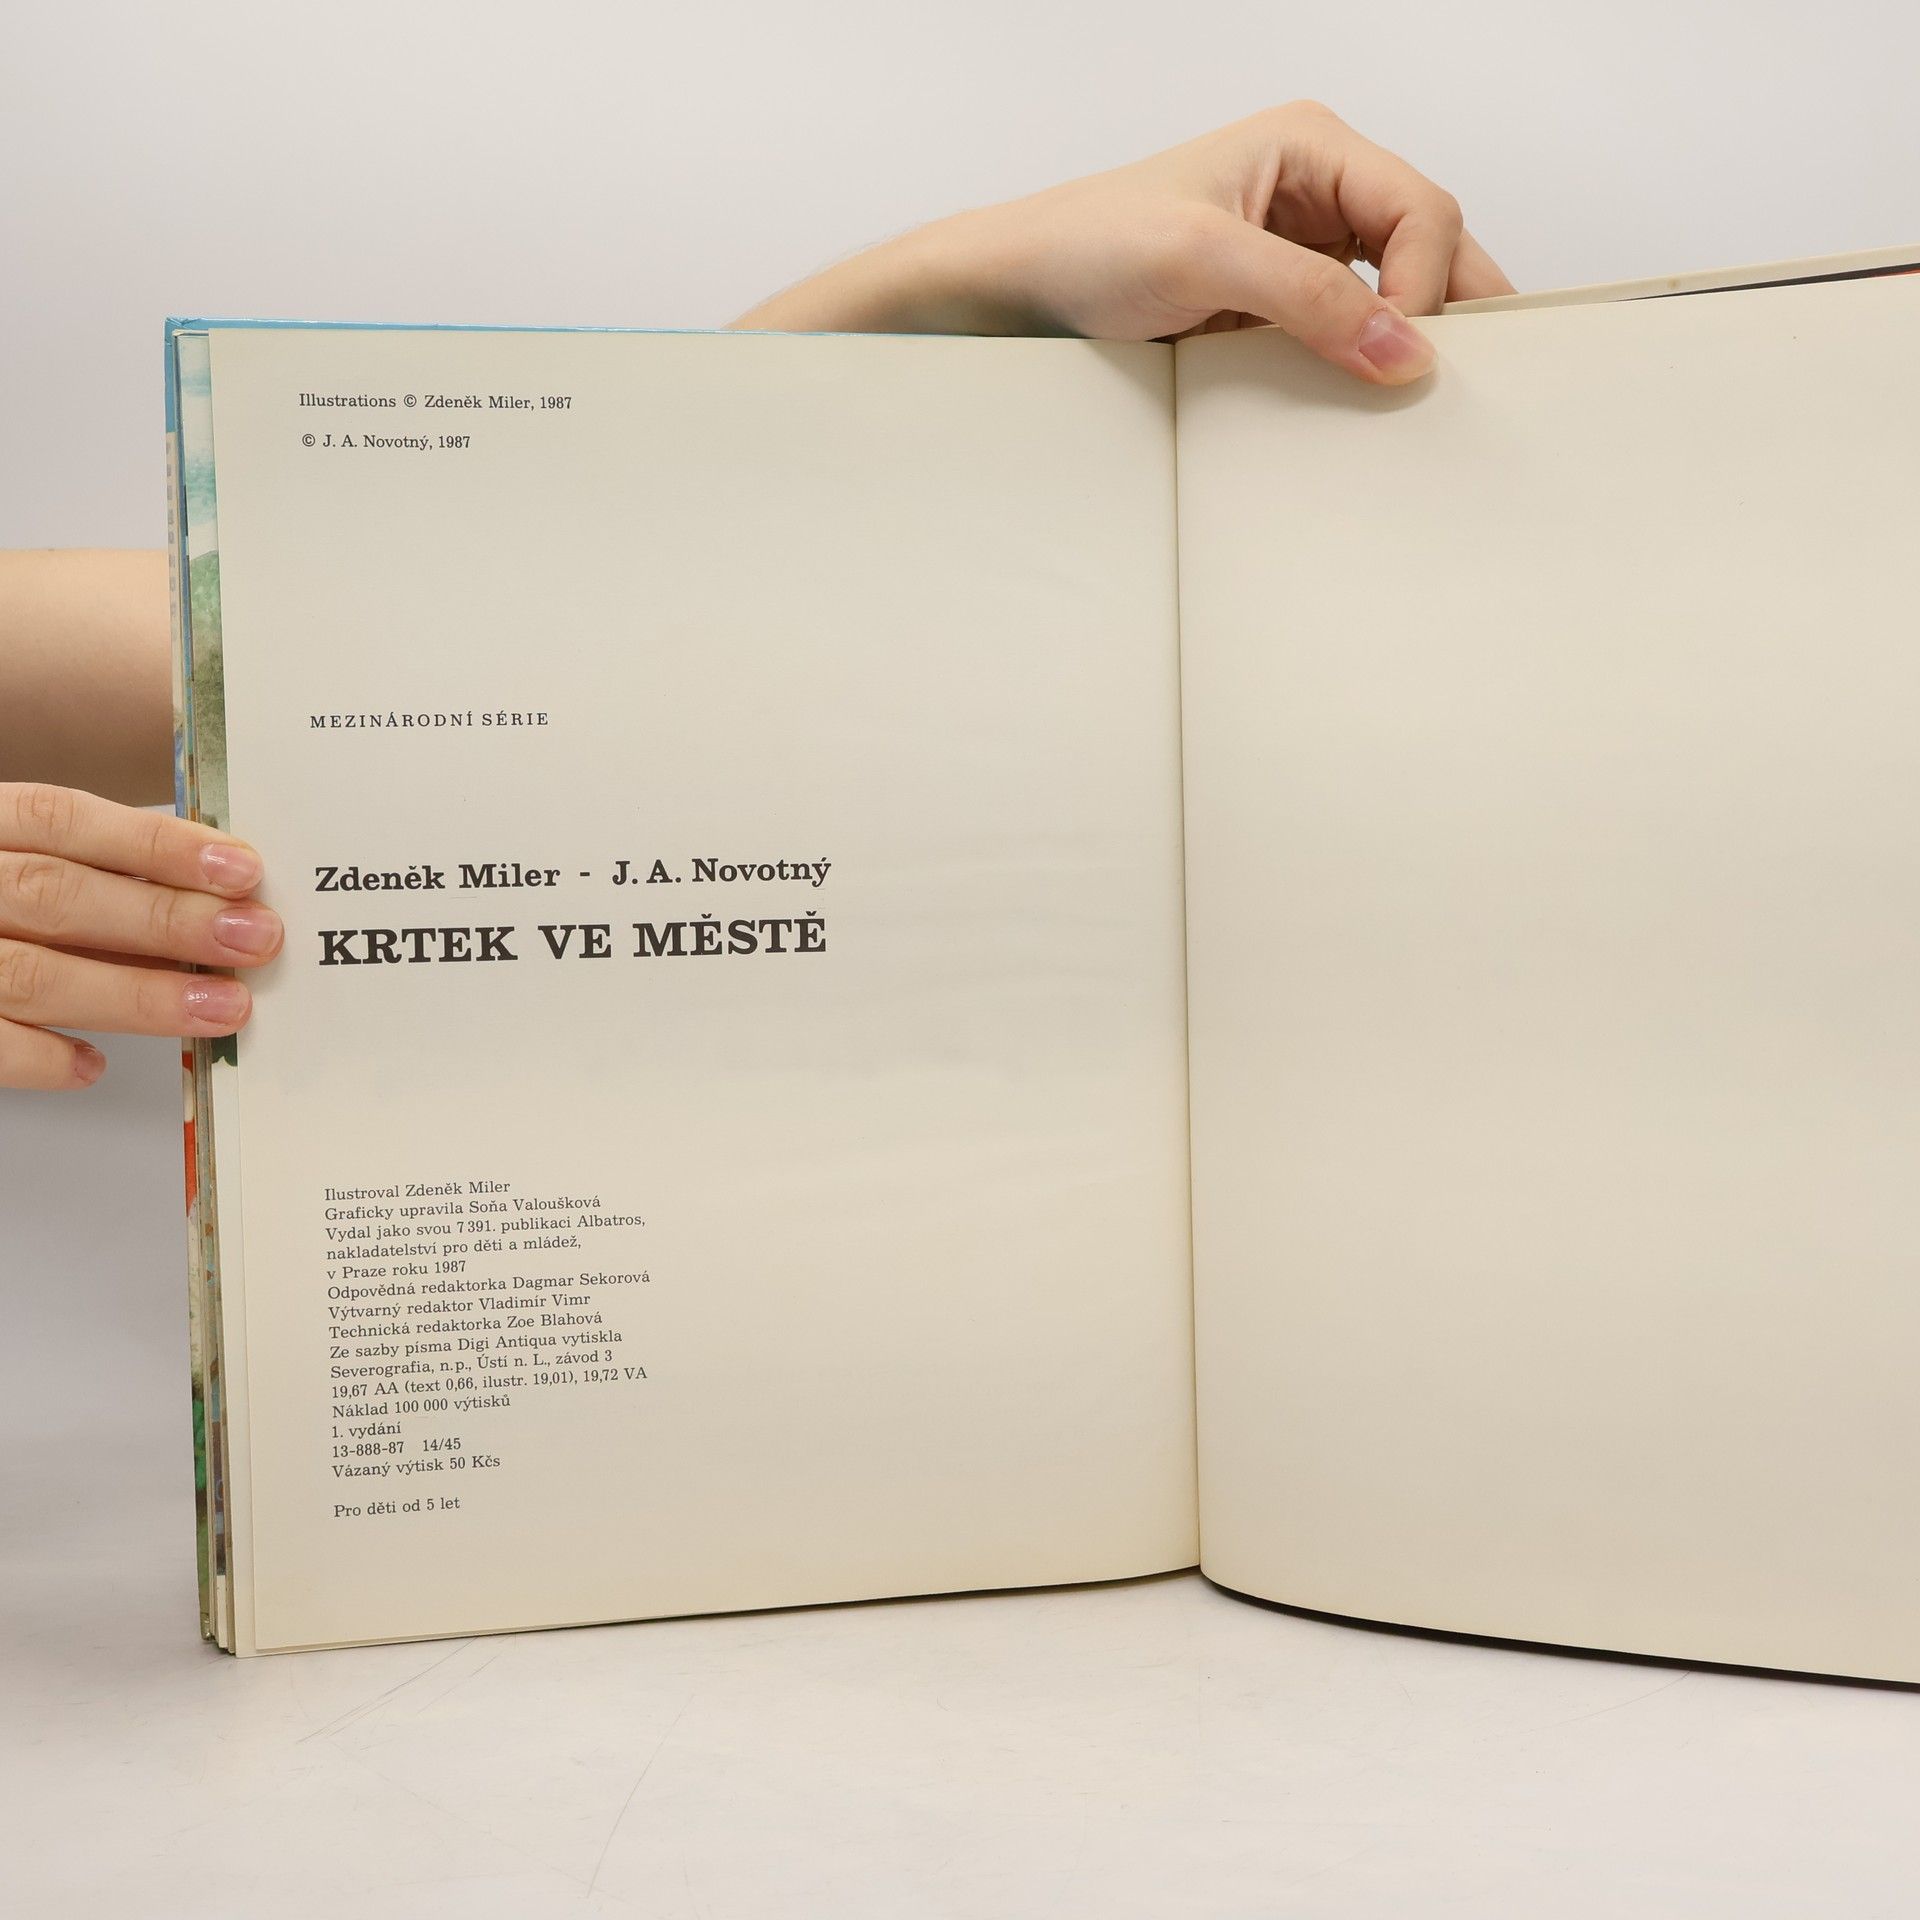 Illustrations © Zdeněk Miler, 1987
© J. A. Novotný, 1987
MEZINÁRODNÍ SÉRIE
Zdeněk Miler - J. A. Novotný
KRTEK VE MĚSTĚ
Ilustroval Zdeněk Miler
Graficky upravila Soňa Valoušková
Vydal jako svou 7 391. publikaci Albatros,
nakladatelství pro děti a mládež,
v Praze roku 1987
Odpovědná redaktorka Dagmar Sekorová
Výtvarný redaktor Vladimír Vimr
Technická redaktorka Zoe Blahová
Ze sazby písma Digi Antiqua vytiskla
Severografia, n.p., Ústí n. L., závod 3
19,67 AA (text 0,66, ilustr. 19,01), 19,72 VA
Náklad 100 000 výtisků
1. vydání
13-888-87 14/45
Vázaný výtisk 50 Kčs
Pro děti od 5 let